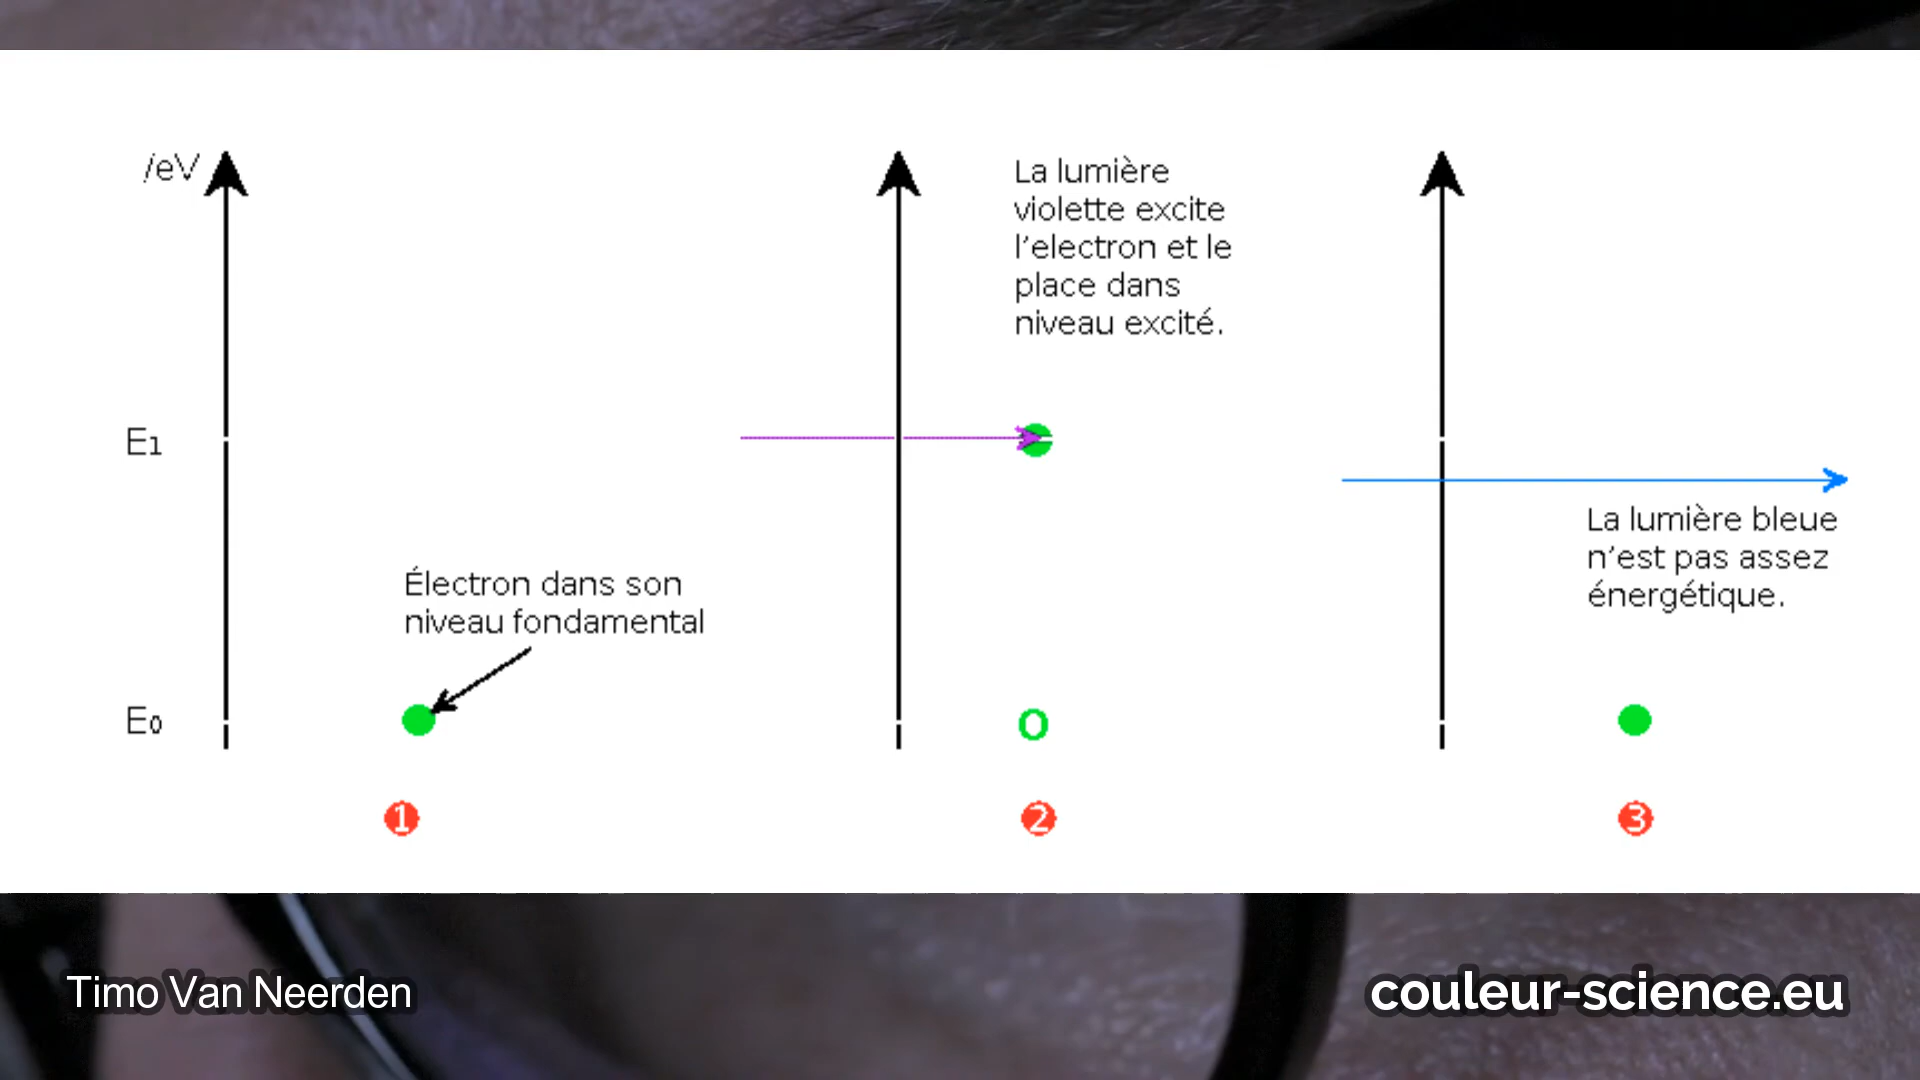 /eV
E1
E0
Électron dans son
niveau fondamental
1
La lumière
violette excite
l'electron et le
place dans
niveau excité.
O
2
La lumière bleue
n'est pas assez
énergétique.
3
Timo Van Neerden
couleur-science.eu